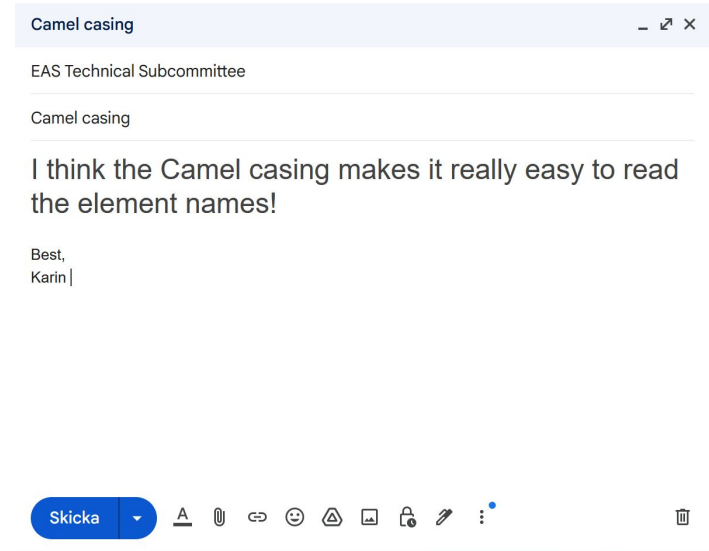 Camel casing
EAS Technical Subcommittee
Camel casing
I think the Camel casing makes it really easy to read
the element names!
Best,
Karin
Skicka